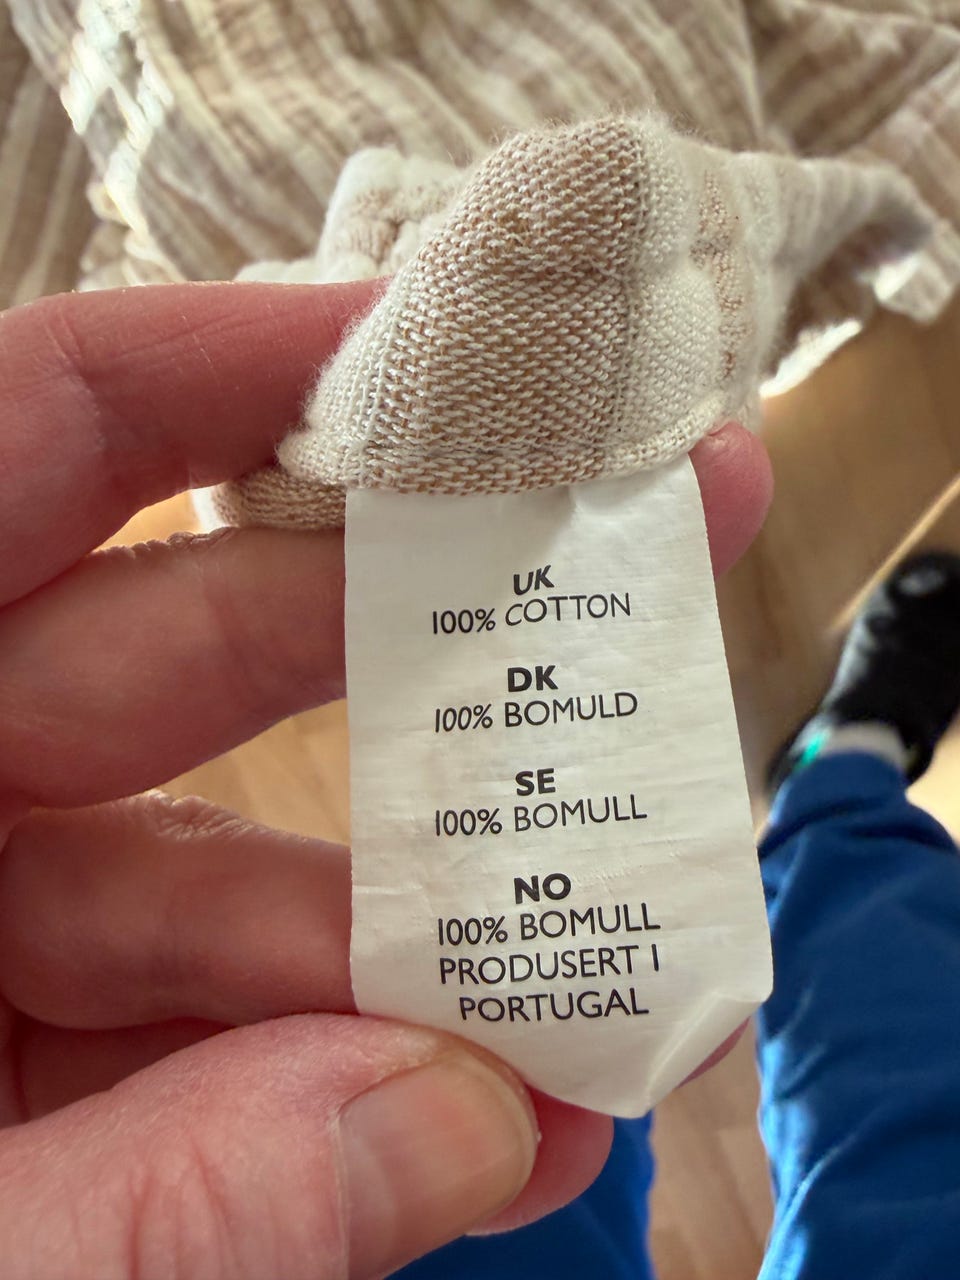 UK
100% COTTON
DK
100% BOMULD
SE
100% BOMULL
NO
100% BOMULL
PRODUSERT I
PORTUGAL